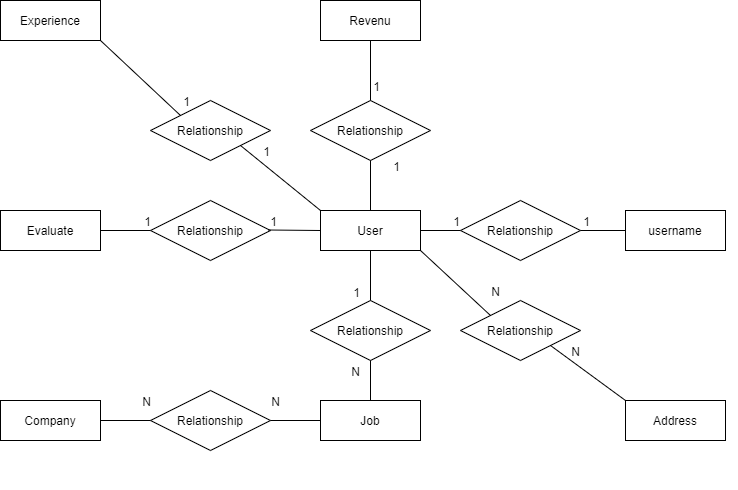 Experience
Revenu
1
1
Relationship
Relationship
1
1
Evaluate
1
Relationship
1
User
1
Relationship
1
username
1
N
Relationship
Relationship
N
N
Company
N
Relationship
N
Job
Address